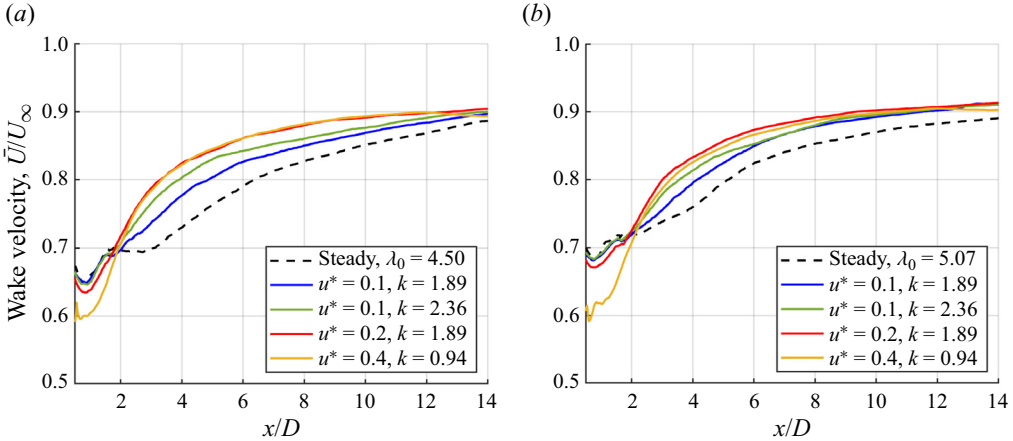 (a)
Wake velocity, Ū/U∞
1.0
0.9
0.8
0.7
0.6
0.5
Steady, λ0 = 4.50
u* = 0.1, k = 1.89
u* = 0.1, k = 2.36
u* = 0.2, k = 1.89
u* = 0.4, k = 0.94
2 4 6 8 10 12 14
x/D
(b)
1.0
0.9
0.8
0.7
0.6
0.5
Steady, λ0 = 5.07
u* = 0.1, k = 1.89
u* = 0.1, k = 2.36
u* = 0.2, k = 1.89
u* = 0.4, k = 0.94
2 4 6 8 10 12 14
x/D